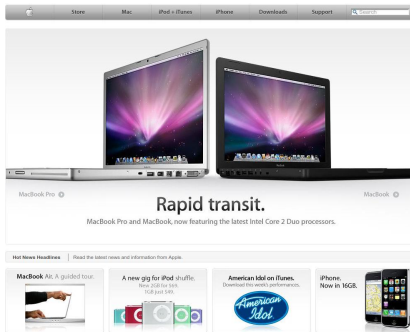 Store Mac iPod + iTunes iPhone Downloads Support Search
MacBook Pro
MacBook
Rapid transit.
MacBook Pro and MacBook, now featuring the latest Intel Core 2 Duo processors.
Hot News Headlines Read the latest news and information from Apple.
MacBook Air. A guided tour.
A new gig for iPod shuffle.
New 2GB for $69.
1GB just $49.
American Idol on iTunes.
Download this week's performances.
American
Idol
iPhone.
Now in 16GB.